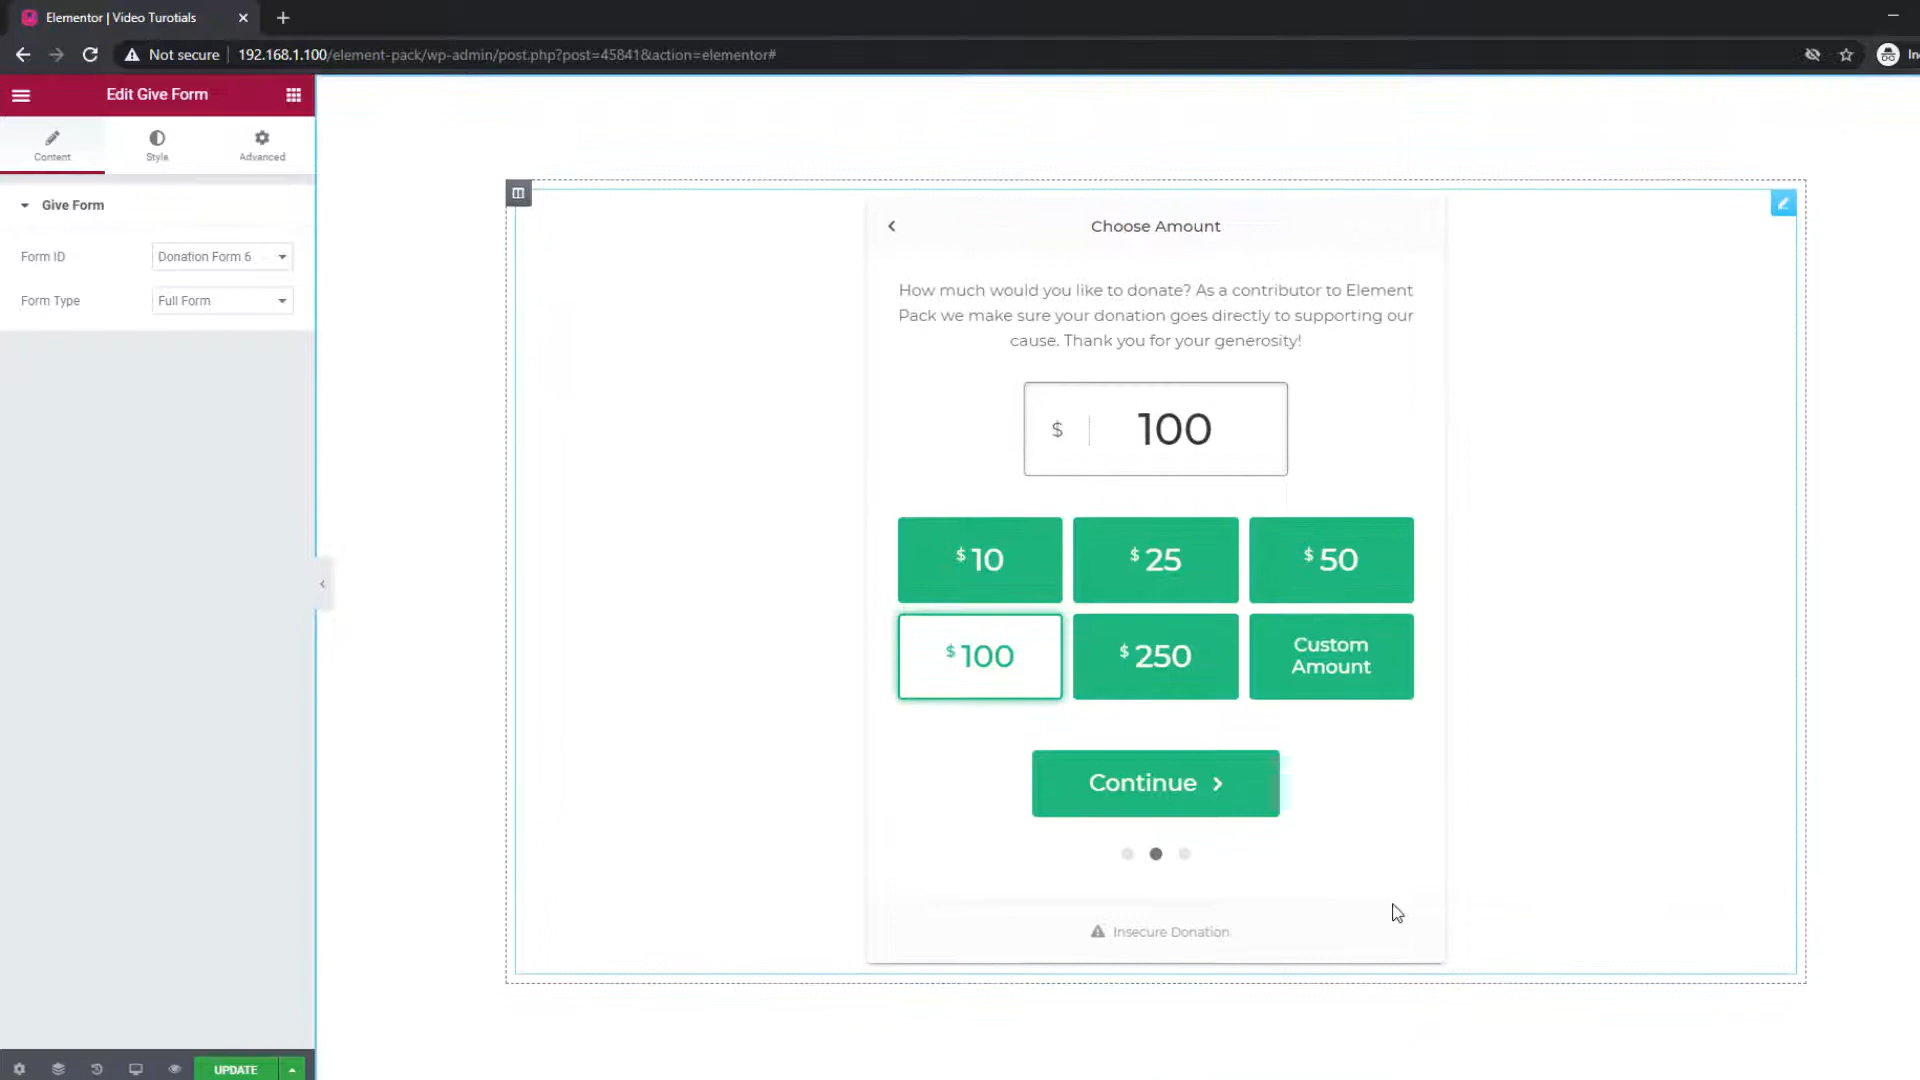 Elementor | Video Turotials
Not secure
192.168.1.100/element-pack/wp-admin/post.php?post=45841&action=elementor#
Edit Give Form
Content
Style
Advanced
Give Form
Form ID
Donation Form 6
Form Type
Full Form
UPDATE
Choose Amount
How much would you like to donate? As a contributor to Element
Pack we make sure your donation goes directly to supporting our
cause. Thank you for your generosity!
$ 100
$ 10
$ 25
$ 50
$ 100
$ 250
Custom
Amount
Continue
Insecure Donation